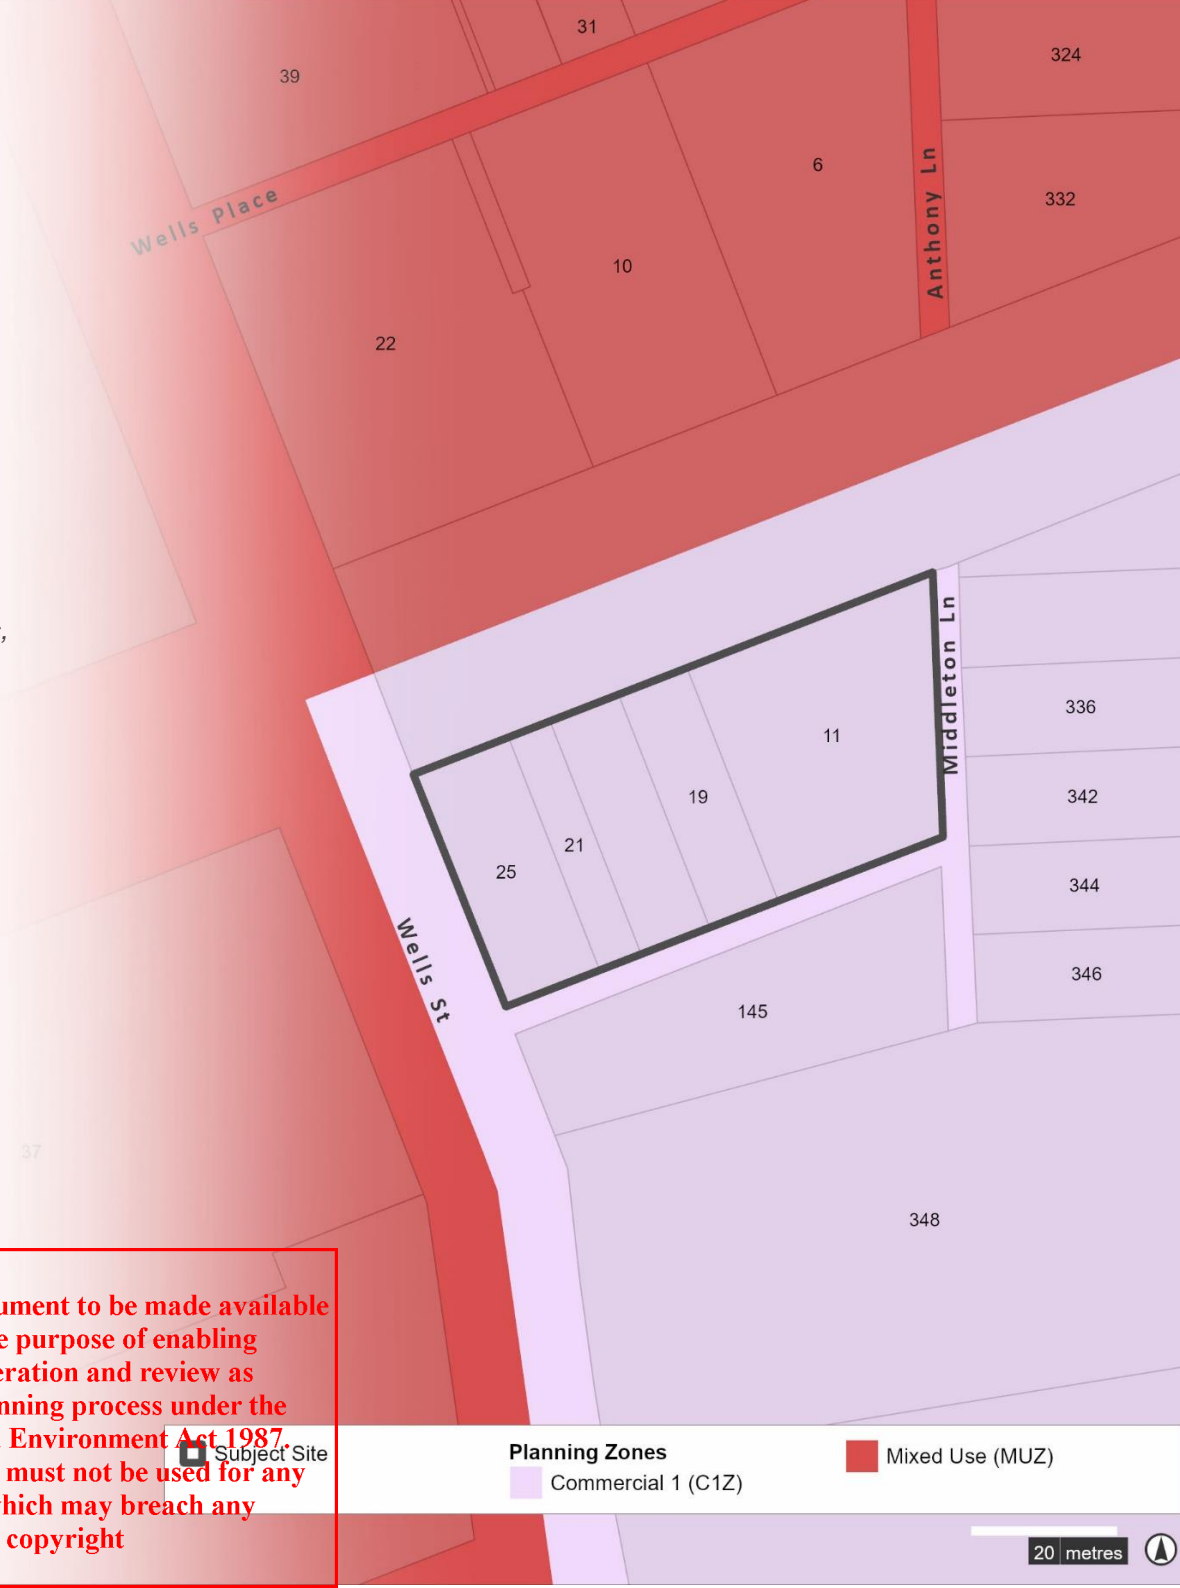 31
39
324
6
332
Anthony Ln
Wells Place
10
22
,
Middleton Ln
336
11
342
19
21
25
344
Wells St
346
145
37
348
ument to be made available
e purpose of enabling
eration and review as
nning process under the
Environment Act 1987.
must not be used for any
which may breach any
copyright
Subject Site
Planning Zones
Commercial 1 (C1Z)
Mixed Use (MUZ)
20 metres